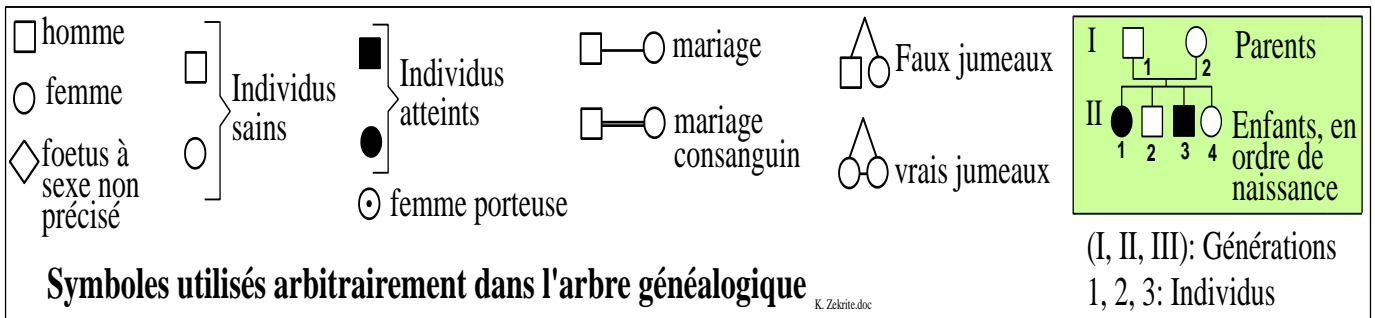 homme
femme
foetus à
sexe non
précisé
Individus
sains
Individus
atteints
femme porteuse
mariage
mariage
consanguin
Faux jumeaux
vrais jumeaux
I 1 2 Parents
II 1 2 3 4 Enfants, en
ordre de
naissance
(I, II, III): Générations
1, 2, 3: Individus
Symboles utilisés arbitrairement dans l'arbre généalogique
K. Zekrite.doc